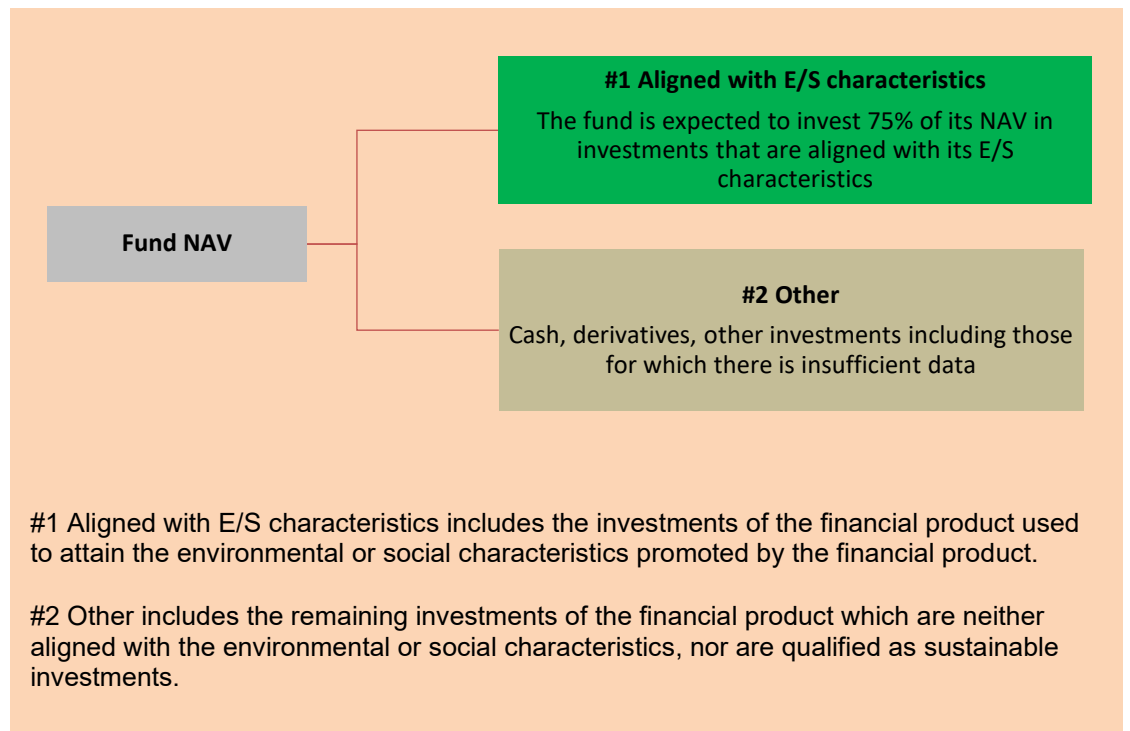 #1 Aligned with E/S characteristics
The fund is expected to invest 75% of its NAV in
investments that are aligned with its E/S
characteristics
Fund NAV
#2 Other
Cash, derivatives, other investments including those
for which there is insufficient data
#1 Aligned with E/S characteristics includes the investments of the financial product used
to attain the environmental or social characteristics promoted by the financial product.
#2 Other includes the remaining investments of the financial product which are neither
aligned with the environmental or social characteristics, nor are qualified as sustainable
investments.